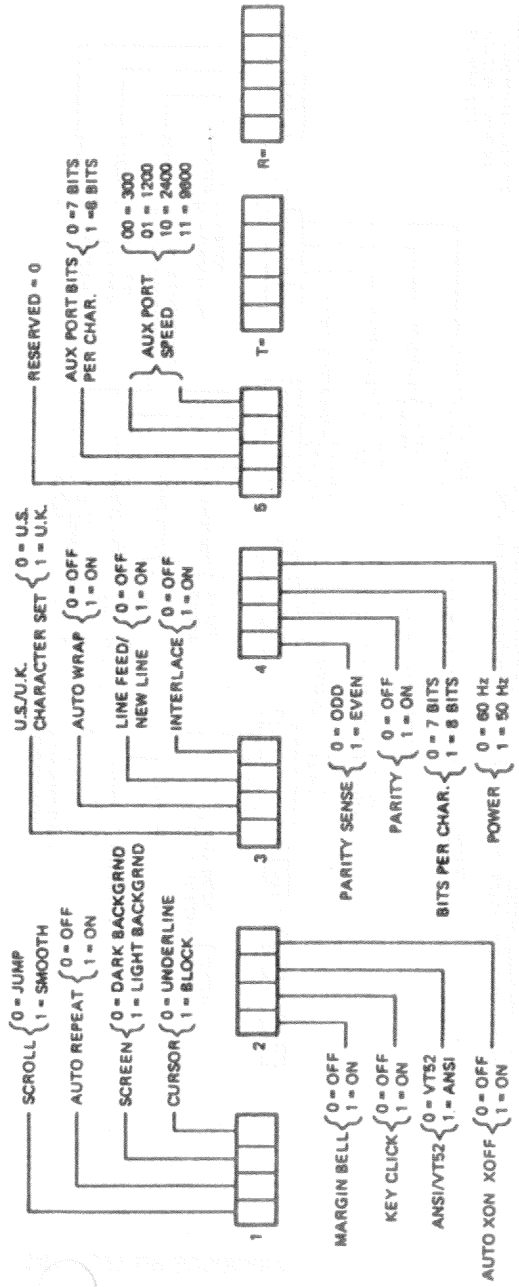 SCROLL { 0 = JUMP
1 = SMOOTH
AUTO REPEAT { 0 = OFF
1 = ON
SCREEN { 0 = DARK BACKGRND
1 = LIGHT BACKGRND
CURSOR { 0 = UNDERLINE
1 = BLOCK
1
2
MARGIN BELL { 0 = OFF
1 = ON
KEY CLICK { 0 = OFF
1 = ON
ANSI/VT52 { 0 = VT52
1 = ANSI
AUTO XON XOFF { 0 = OFF
1 = ON
U.S./U.K.
CHARACTER SET { 0 = U.S.
1 = U.K.
AUTO WRAP { 0 = OFF
1 = ON
LINE FEED/
NEW LINE { 0 = OFF
1 = ON
INTERLACE { 0 = OFF
1 = ON
3
4
PARITY SENSE { 0 = ODD
1 = EVEN
PARITY { 0 = OFF
1 = ON
BITS PER CHAR. { 0 = 7 BITS
1 = 8 BITS
POWER { 0 = 60 Hz
1 = 50 Hz
RESERVED = 0
AUX PORT BITS
PER CHAR. { 0 = 7 BITS
1 = 8 BITS
AUX PORT
SPEED
00 = 300
01 = 1200
10 = 2400
11 = 9600
5
T=
R=